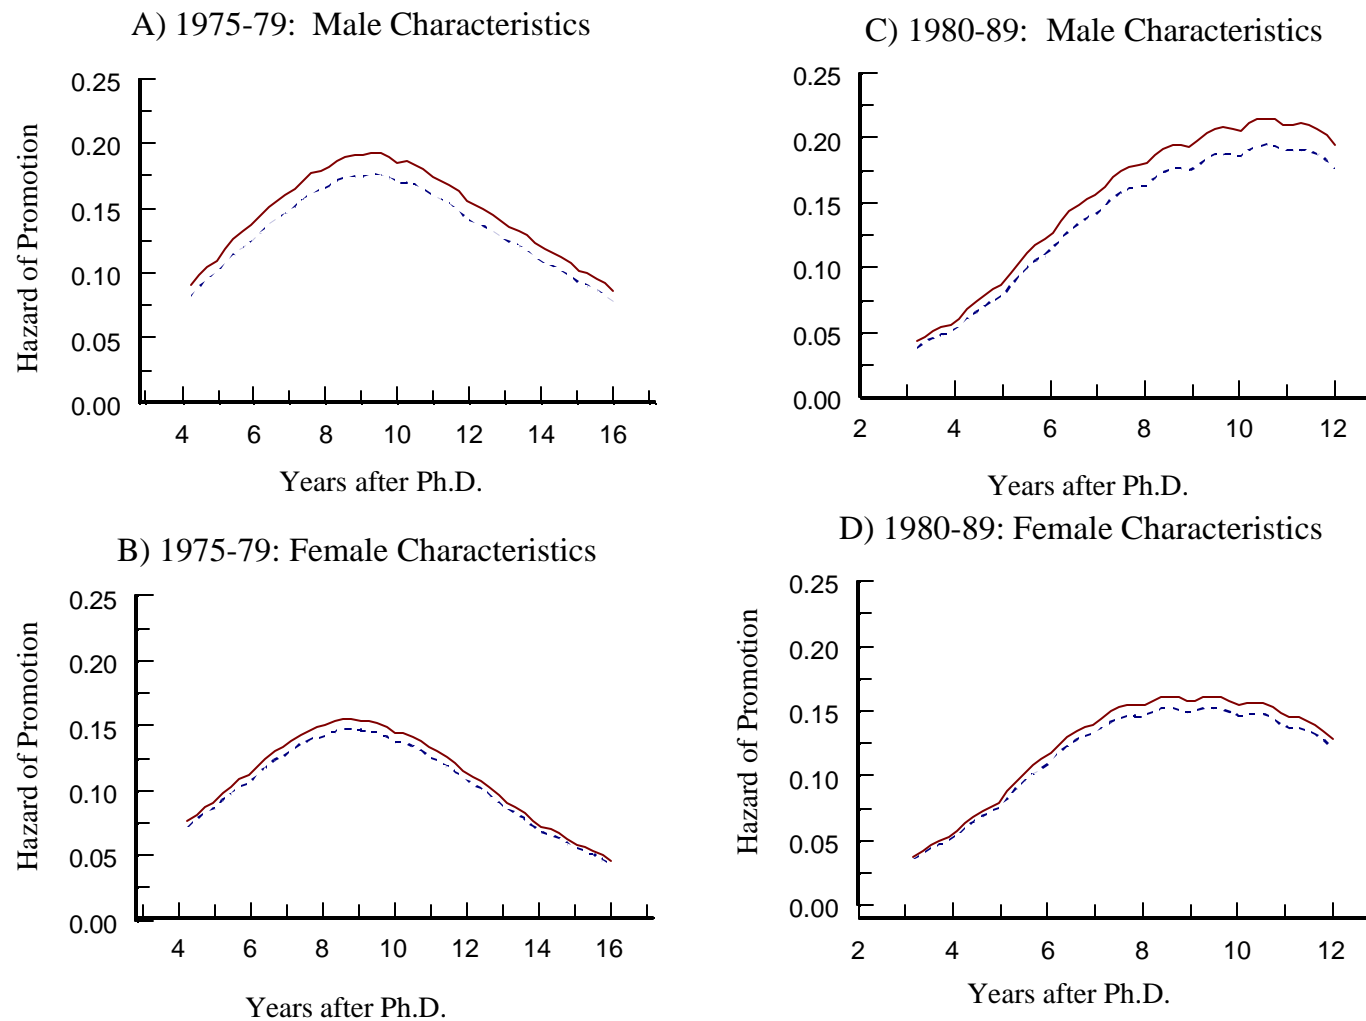 A) 1975-79: Male Characteristics
0.25
0.20
0.15
0.10
0.05
0.00
Hazard of Promotion
4 6 8 10 12 14 16
Years after Ph.D.
B) 1975-79: Female Characteristics
0.25
0.20
0.15
0.10
0.05
0.00
Hazard of Promotion
4 6 8 10 12 14 16
Years after Ph.D.
C) 1980-89: Male Characteristics
0.25
0.20
0.15
0.10
0.05
0.00
2 4 6 8 10 12
Years after Ph.D.
D) 1980-89: Female Characteristics
0.25
0.20
0.15
0.10
0.05
0.00
Hazard of Promotion
2 4 6 8 10 12
Years after Ph.D.